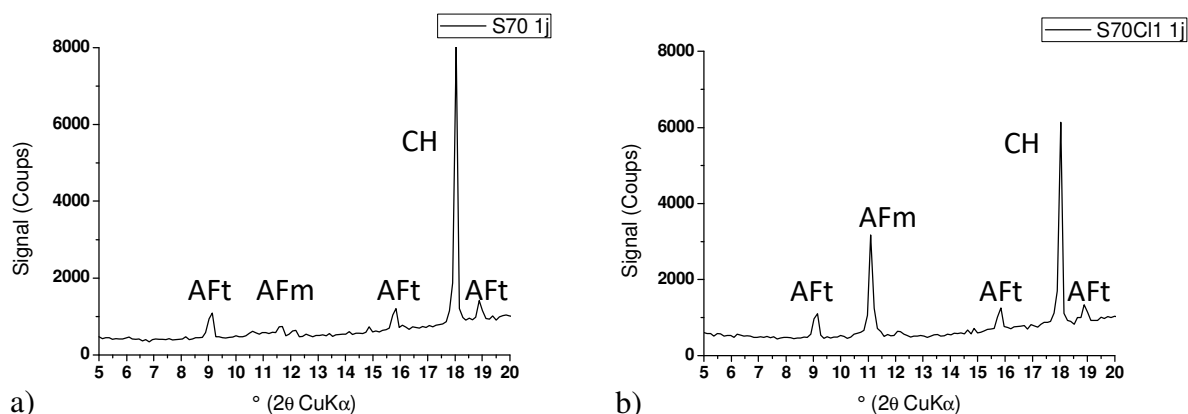 S70 1j
8000
6000
4000
2000
0
Signal (Coups)
CH
AFt
AFm
AFt
AFt
5 6 7 8 9 10 11 12 13 14 15 16 17 18 19 20
° (2θ CuKα)
a)
S70Cl1 1j
8000
6000
4000
2000
0
Signal (Coups)
CH
AFm
AFt
AFt
AFt
5 6 7 8 9 10 11 12 13 14 15 16 17 18 19 20
° (2θ CuKα)
b)